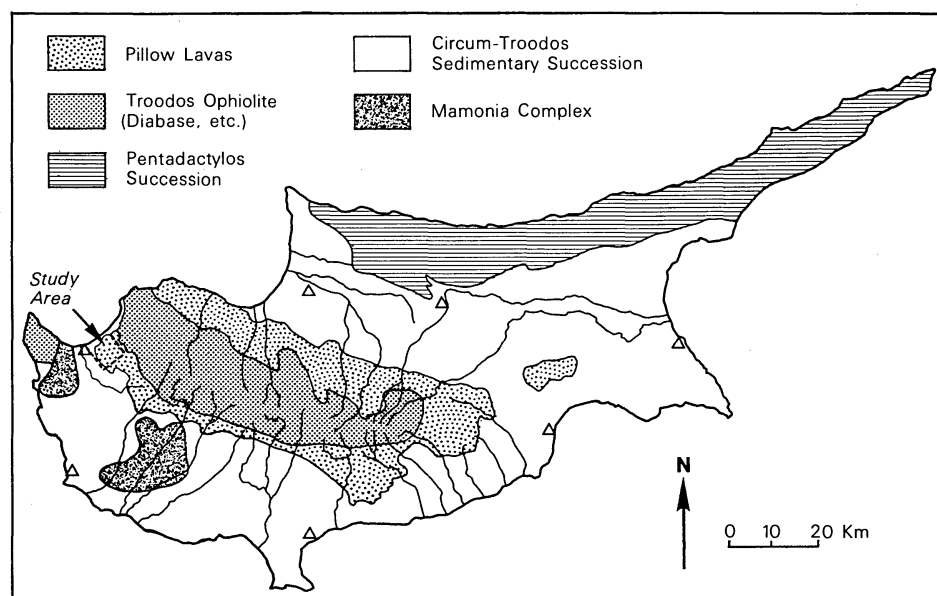 Pillow Lavas
Troodos Ophiolite
(Diabase, etc.)
Pentadactylos
Succession
Circum-Troodos
Sedimentary Succession
Mamonia Complex
Study
Area
N
0 10 20 Km